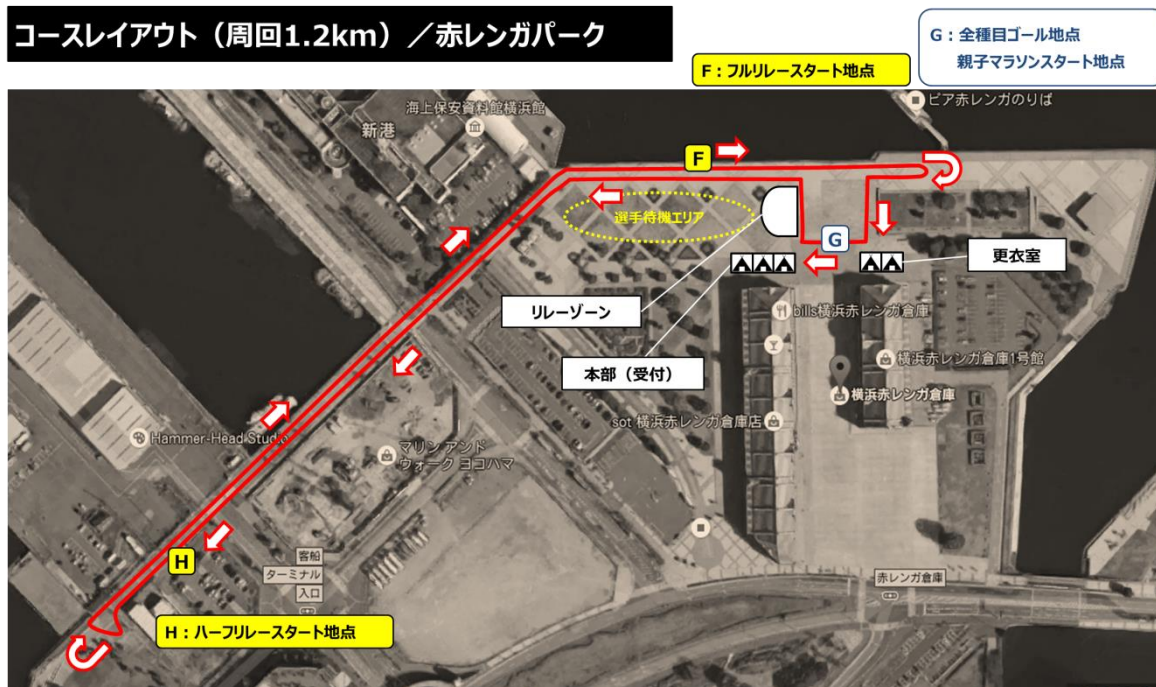 コースレイアウト（周回1.2km）／赤レンガパーク
G：全種目ゴール地点
親子マラソンスタート地点
F：フルリレースタート地点
ピア赤レンガのりば
海上保安資料館横浜館
新港
F
選手待機エリア
G
更衣室
リレーゾーン
bills横浜赤レンガ倉庫
本部（受付）
横浜赤レンガ倉庫1号館
横浜赤レンガ倉庫
sot 横浜赤レンガ倉庫店
Hammer-Head Studio
マリン アンド
ウォーク ヨコハマ
H
客船
ターミナル
入口
赤レンガ倉庫
H：ハーフリレースタート地点